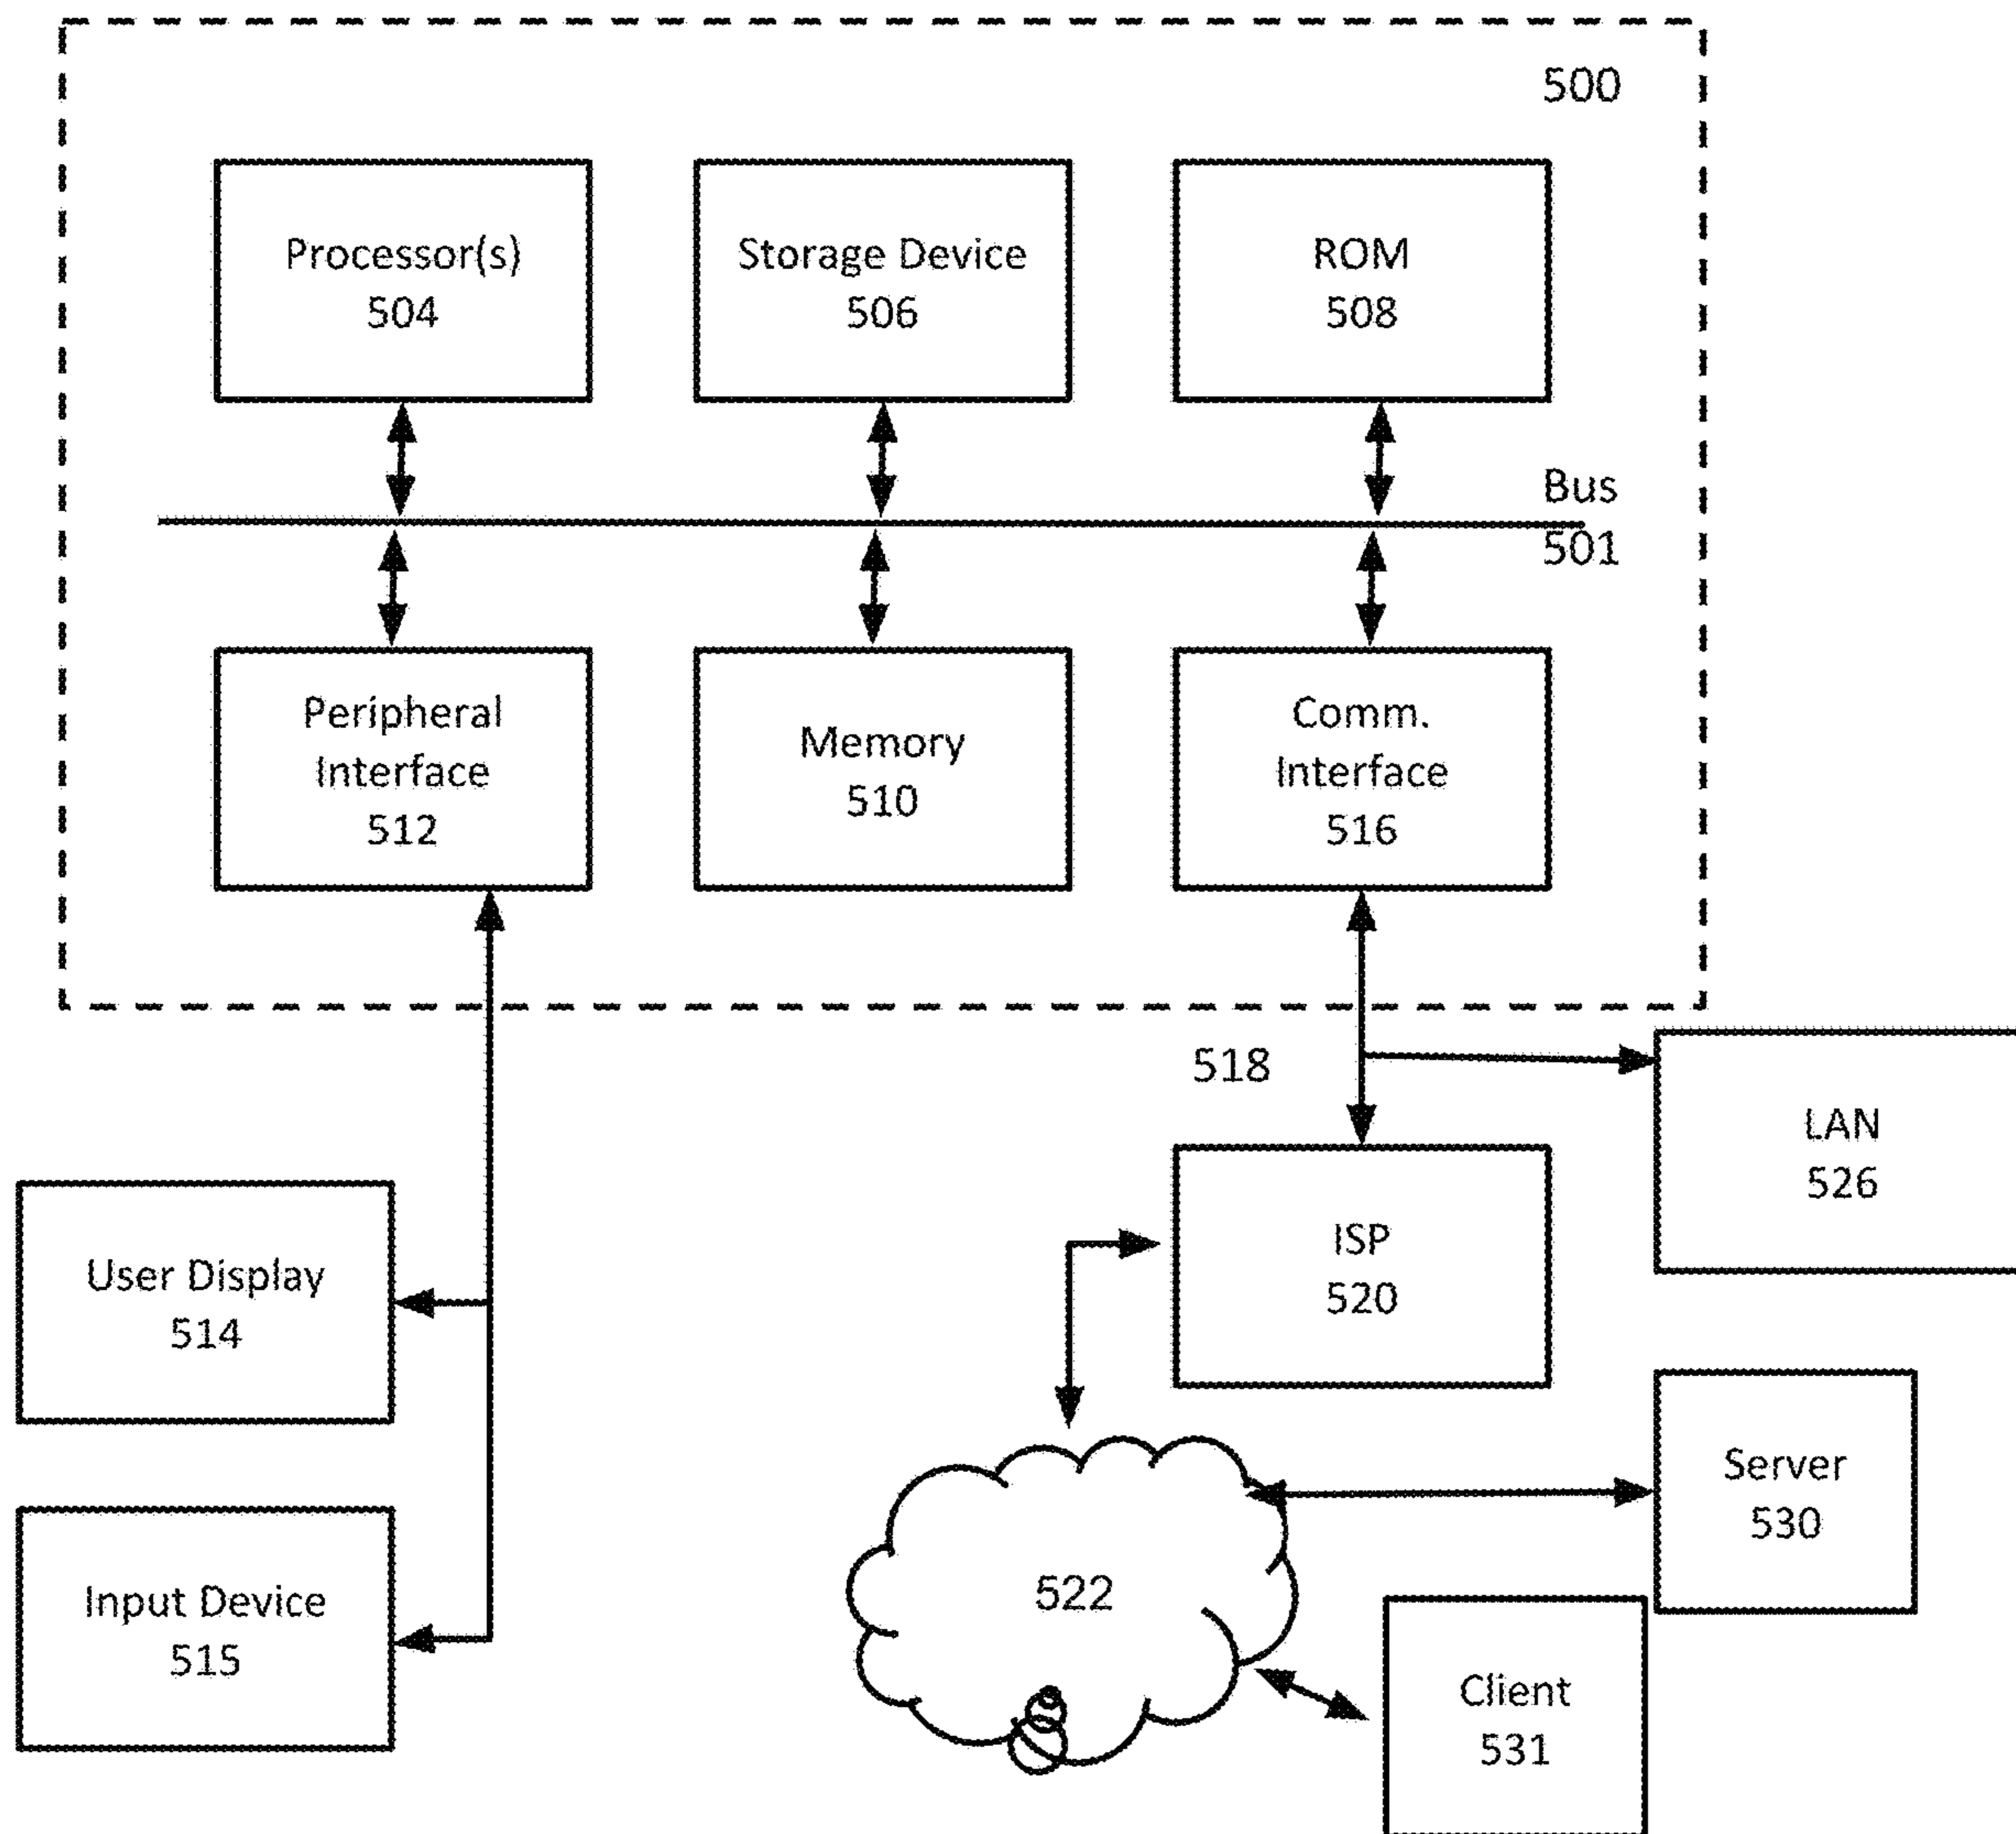 500
Processor(s)
504
Storage Device
506
ROM
508
Bus
501
Peripheral
Interface
512
Memory
510
Comm.
Interface
516
518
LAN
526
User Display
514
ISP
520
Server
530
Input Device
515
522
Client
531